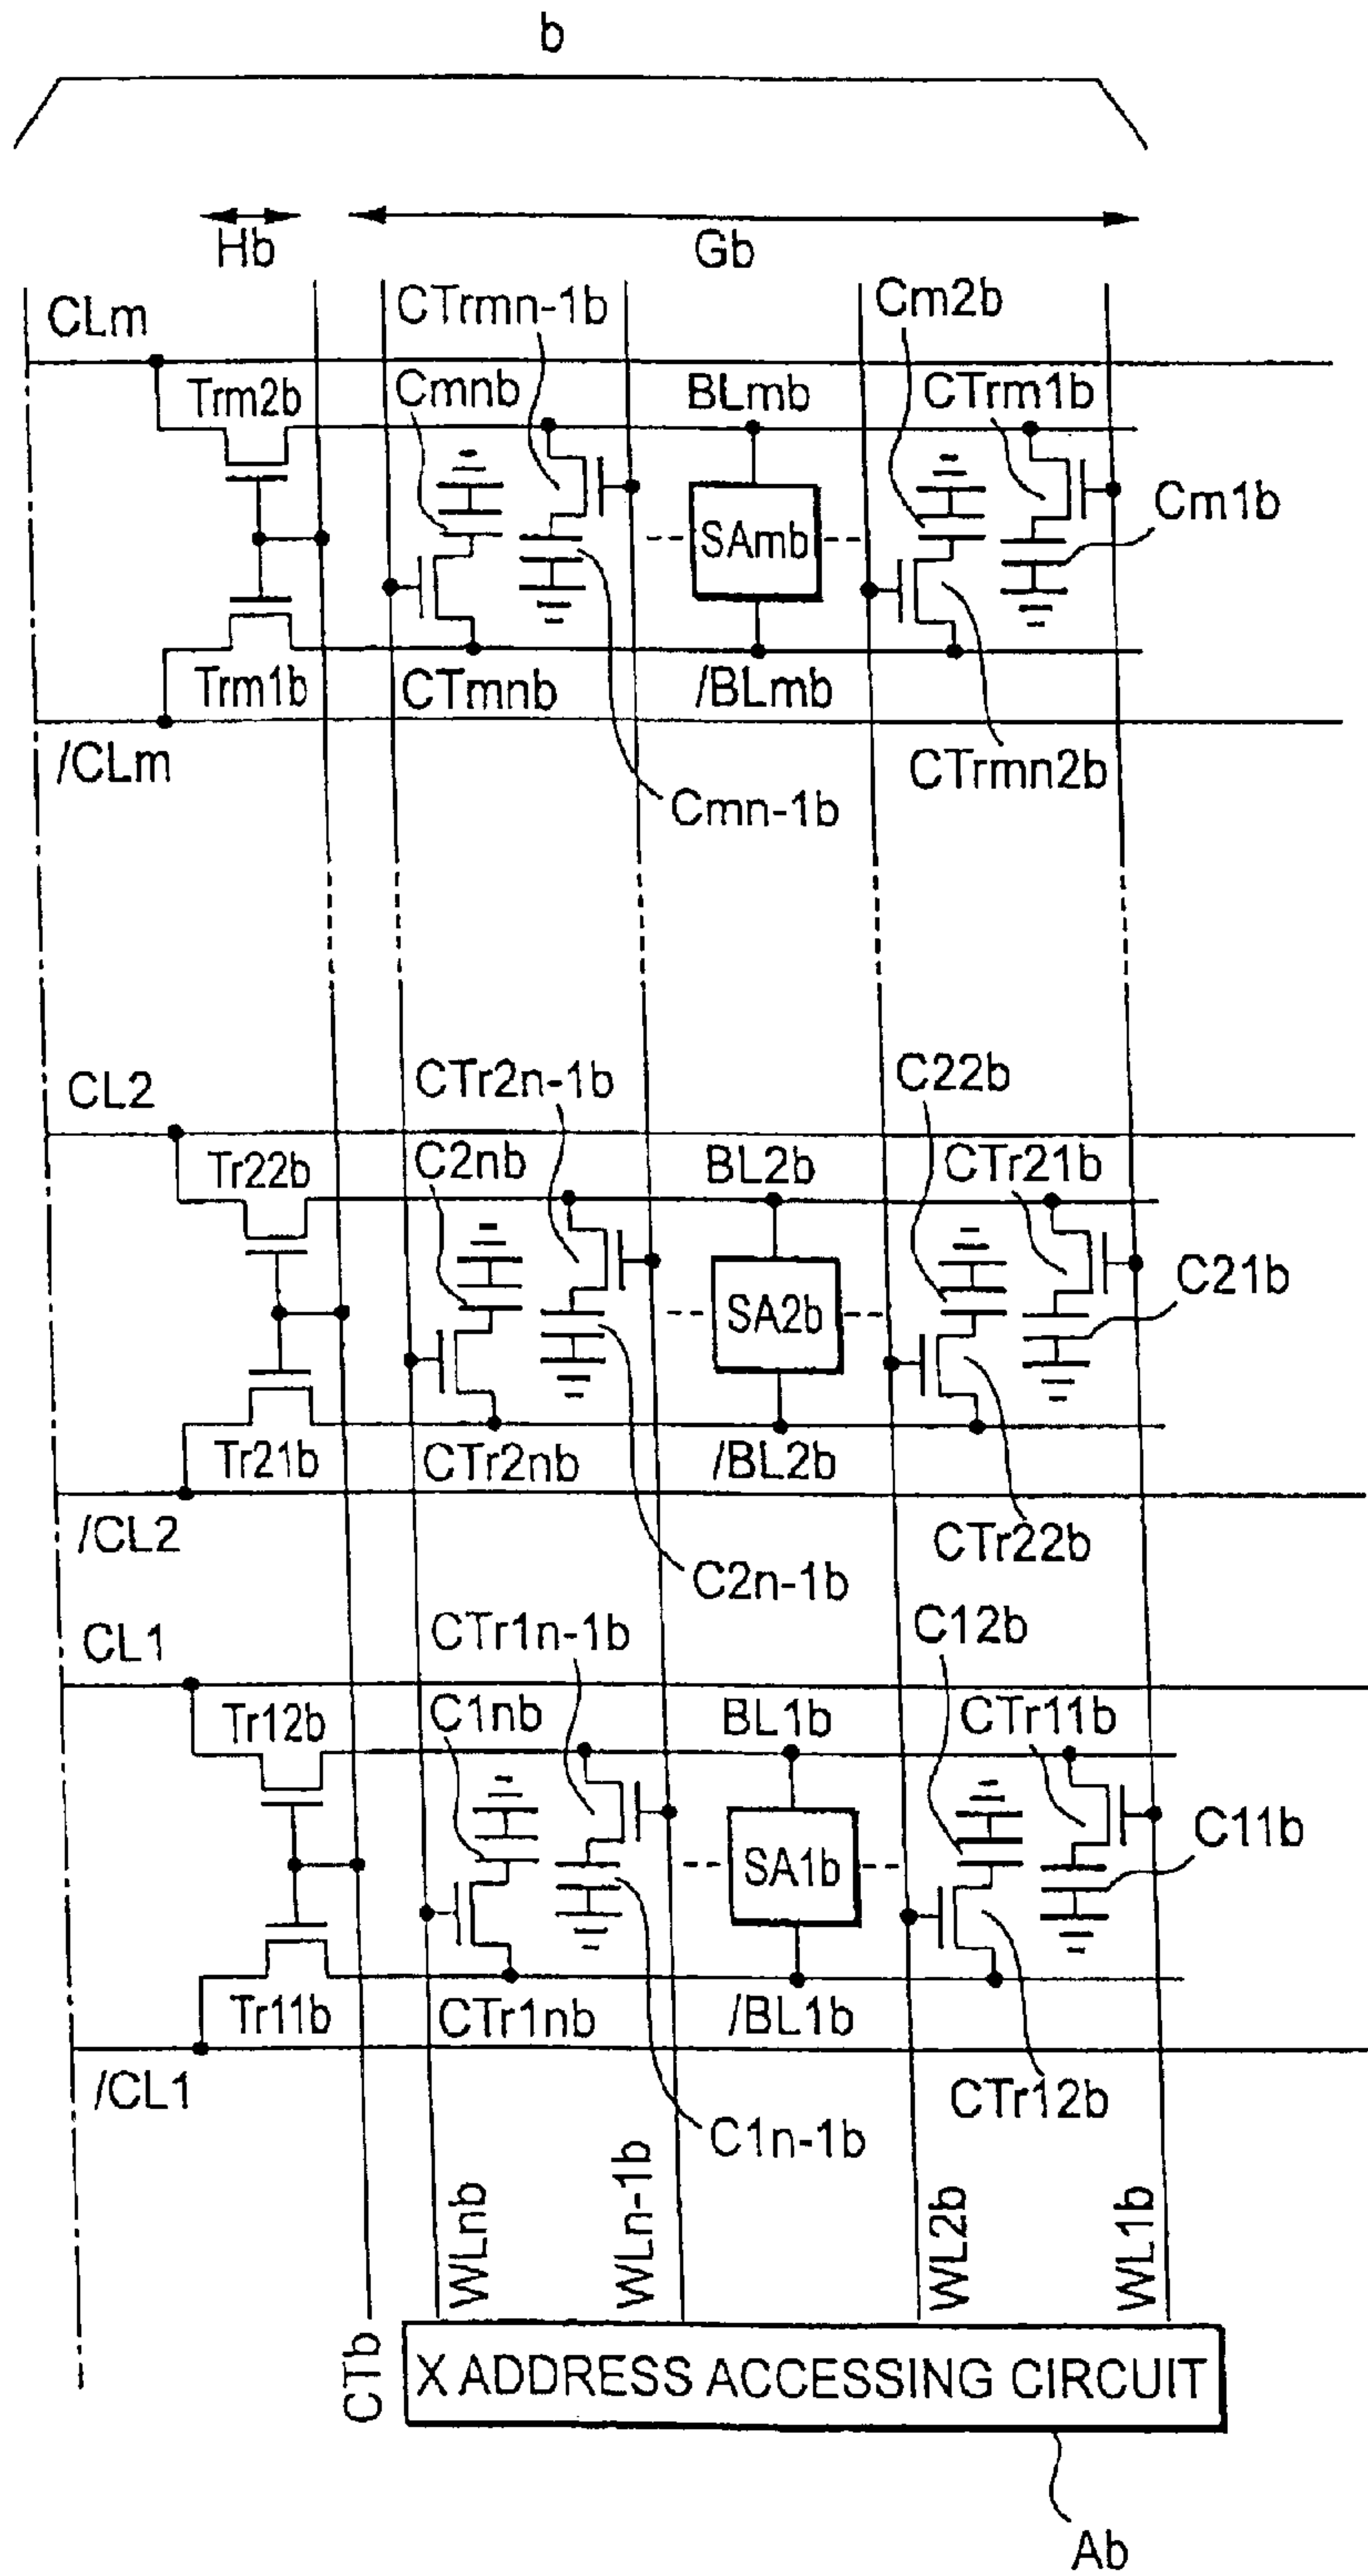 b
Hb
Gb
CLm
CTrmn-1b
Cm2b
Trm2b
Cmnb
BLmb
CTrm1b
Cm1b
SAmb
Trm1b
CTmnb
/BLmb
/CLm
CTrmn2b
Cmn-1b
CL2
CTr2n-1b
C22b
Tr22b
C2nb
BL2b
CTr21b
C21b
SA2b
Tr21b
CTr2nb
/BL2b
/CL2
CTr22b
C2n-1b
CL1
CTr1n-1b
C12b
Tr12b
C1nb
BL1b
CTr11b
C11b
SA1b
Tr11b
CTr1nb
/BL1b
/CL1
CTr12b
C1n-1b
WLnb
WLn-1b
WL2b
WL1b
CTb
X ADDRESS ACCESSING CIRCUIT
Ab